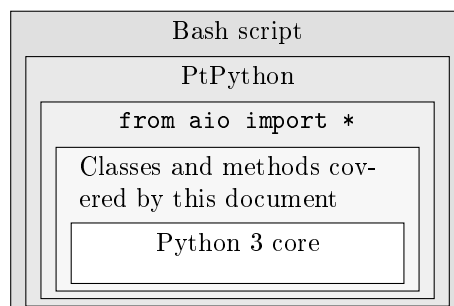 Bash script
PtPython
from aio import *
Classes and methods cov-
ered by this document
Python 3 core